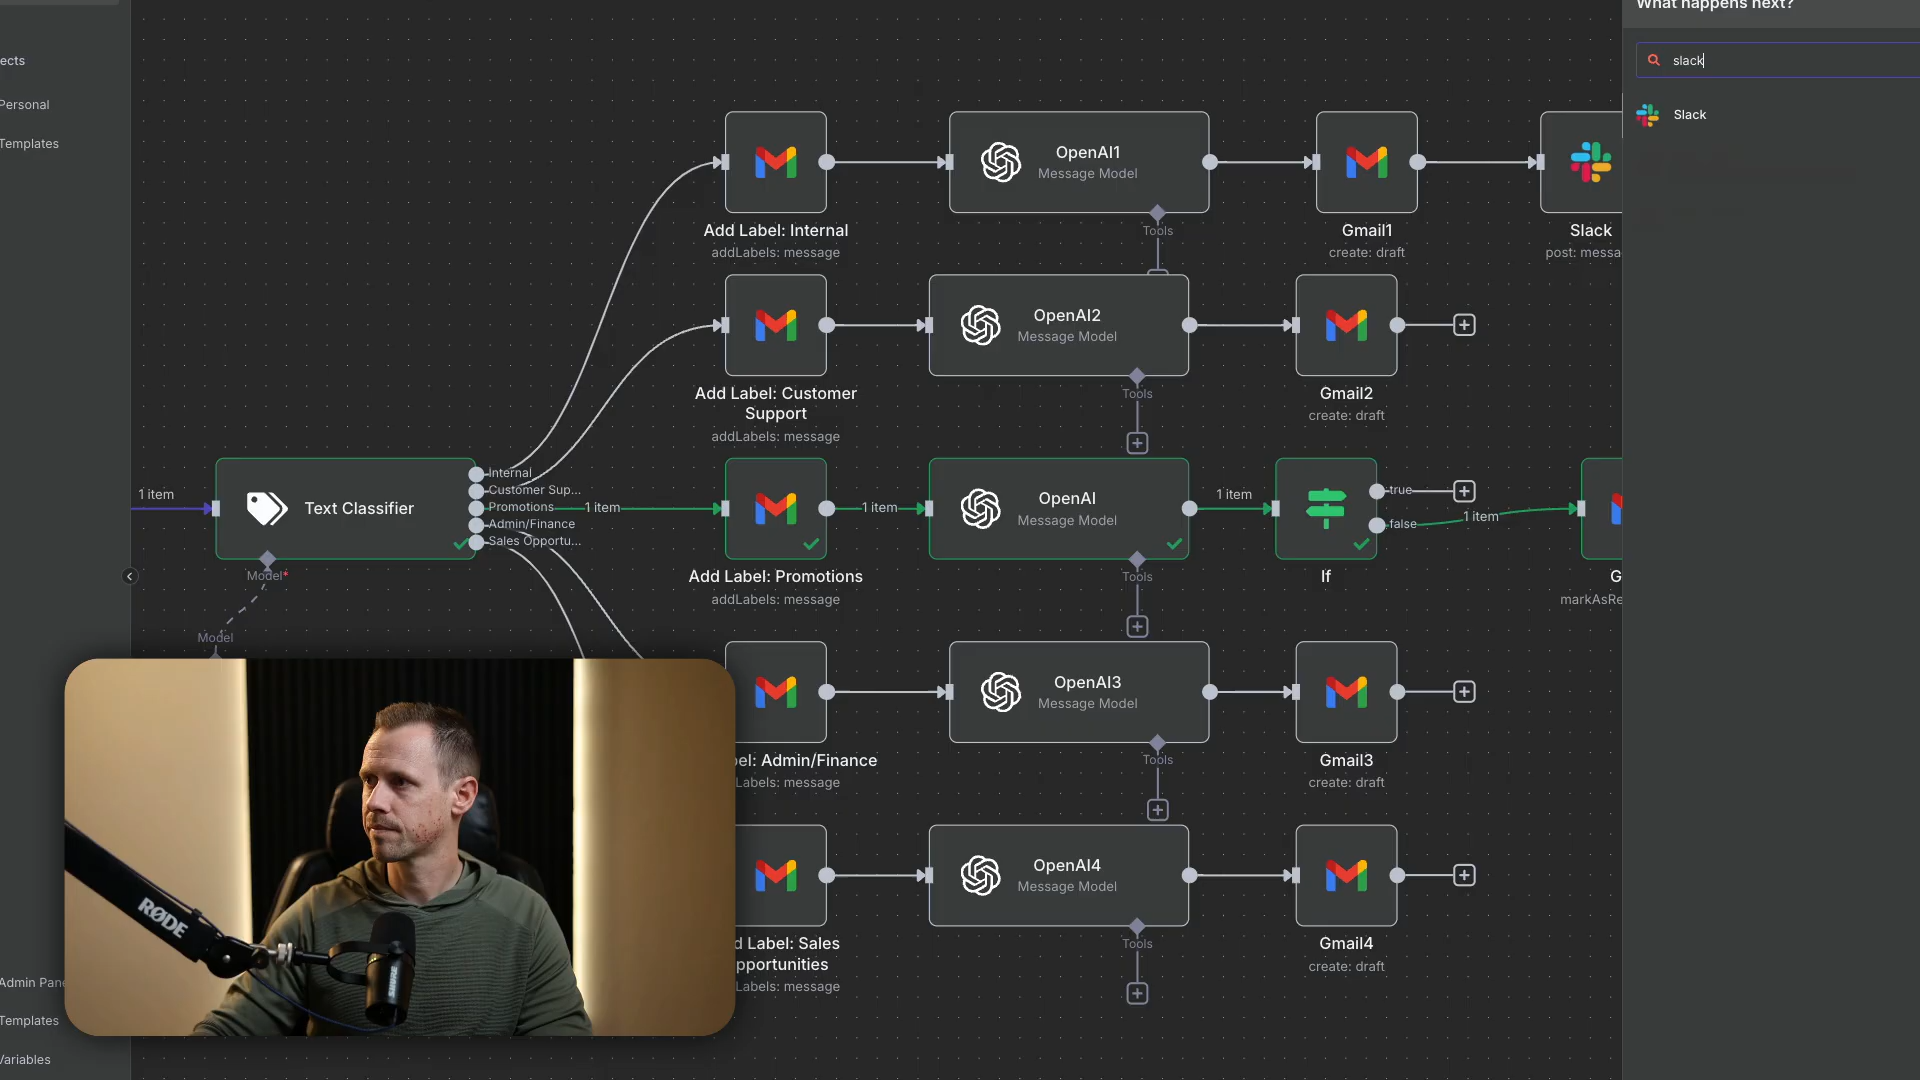 What happens next?
slack
Slack
ects
Personal
Templates
OpenAI1
Message Model
Tools
Add Label: Internal
addLabels: message
Gmail1
create: draft
Slack
post: messa
OpenAI2
Message Model
Tools
Add Label: Customer
Support
addLabels: message
Gmail2
create: draft
1 item
Text Classifier
Internal
Customer Sup...
Promotions
Admin/Finance
Sales Opportu...
Model*
Model
1 item
Add Label: Promotions
addLabels: message
1 item
OpenAI
Message Model
Tools
1 item
If
true
false
1 item
G
markAsRe
OpenAI3
Message Model
Tools
el: Admin/Finance
Labels: message
Gmail3
create: draft
OpenAI4
Message Model
Tools
d Label: Sales
pportunities
Labels: message
Gmail4
create: draft
Admin Pane
Templates
Variables
RØDE
SHURE